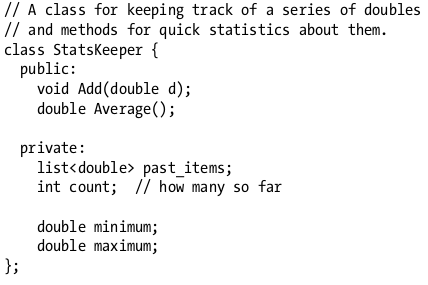 // A class for keeping track of a series of doubles
// and methods for quick statistics about them.
class StatsKeeper {
  public:
    void Add(double d);
    double Average();

  private:
    list<double> past_items;
    int count;  // how many so far

    double minimum;
    double maximum;
};